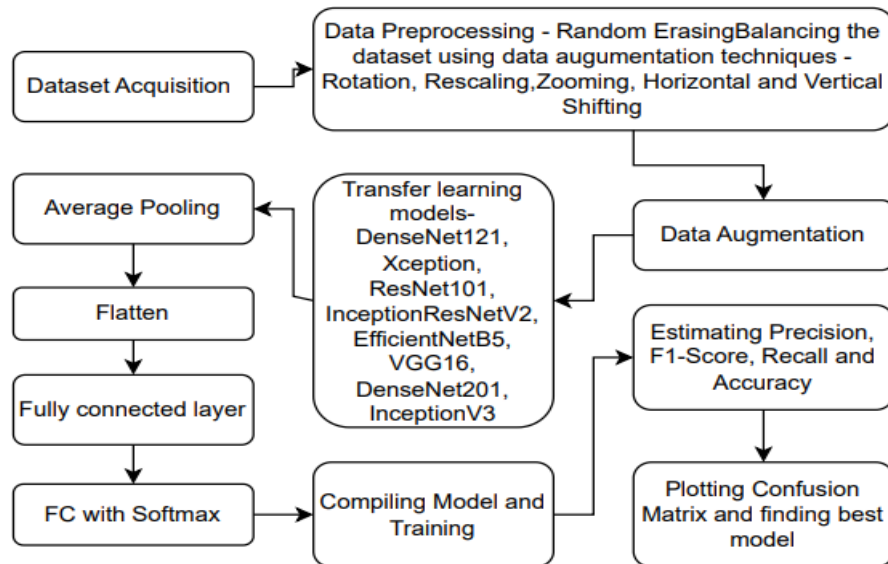 Dataset Acquisition
Data Preprocessing - Random ErasingBalancing the
dataset using data augumentation techniques -
Rotation, Rescaling,Zooming, Horizontal and Vertical
Shifting
Data Augmentation
Transfer learning
models-
DenseNet121,
Xception,
ResNet101,
InceptionResNetV2,
EfficientNetB5,
VGG16,
DenseNet201,
InceptionV3
Average Pooling
Flatten
Fully connected layer
FC with Softmax
Compiling Model and
Training
Estimating Precision,
F1-Score, Recall and
Accuracy
Plotting Confusion
Matrix and finding best
model